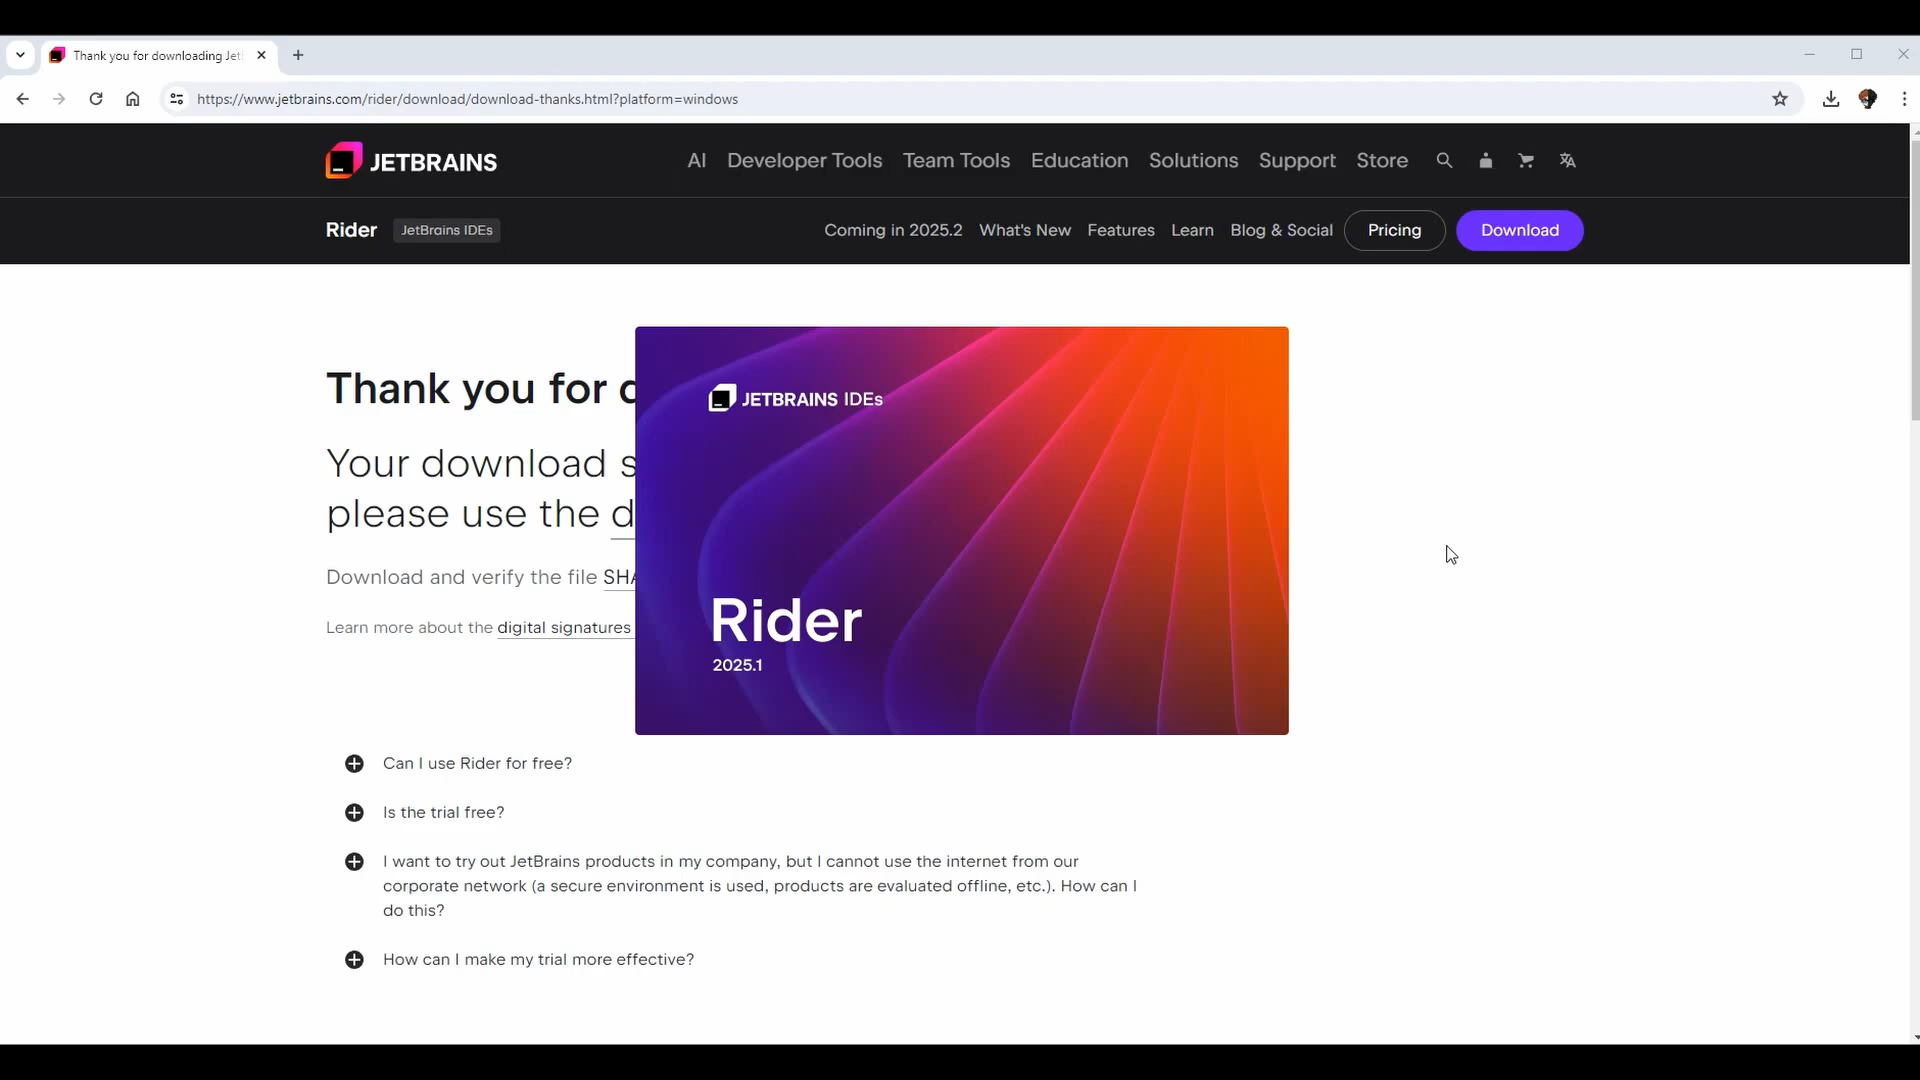 Thank you for downloading Jet
https://www.jetbrains.com/rider/download/download-thanks.html?platform=windows
JETBRAINS
AI Developer Tools Team Tools Education Solutions Support Store
Rider JetBrains IDEs
Coming in 2025.2 What's New Features Learn Blog & Social Pricing Download
Thank you for
Your download
please use the
Download and verify the file SHA
Learn more about the digital signatures
JETBRAINS IDEs
Rider
2025.1
Can I use Rider for free?
Is the trial free?
I want to try out JetBrains products in my company, but I cannot use the internet from our
corporate network (a secure environment is used, products are evaluated offline, etc.). How can I
do this?
How can I make my trial more effective?